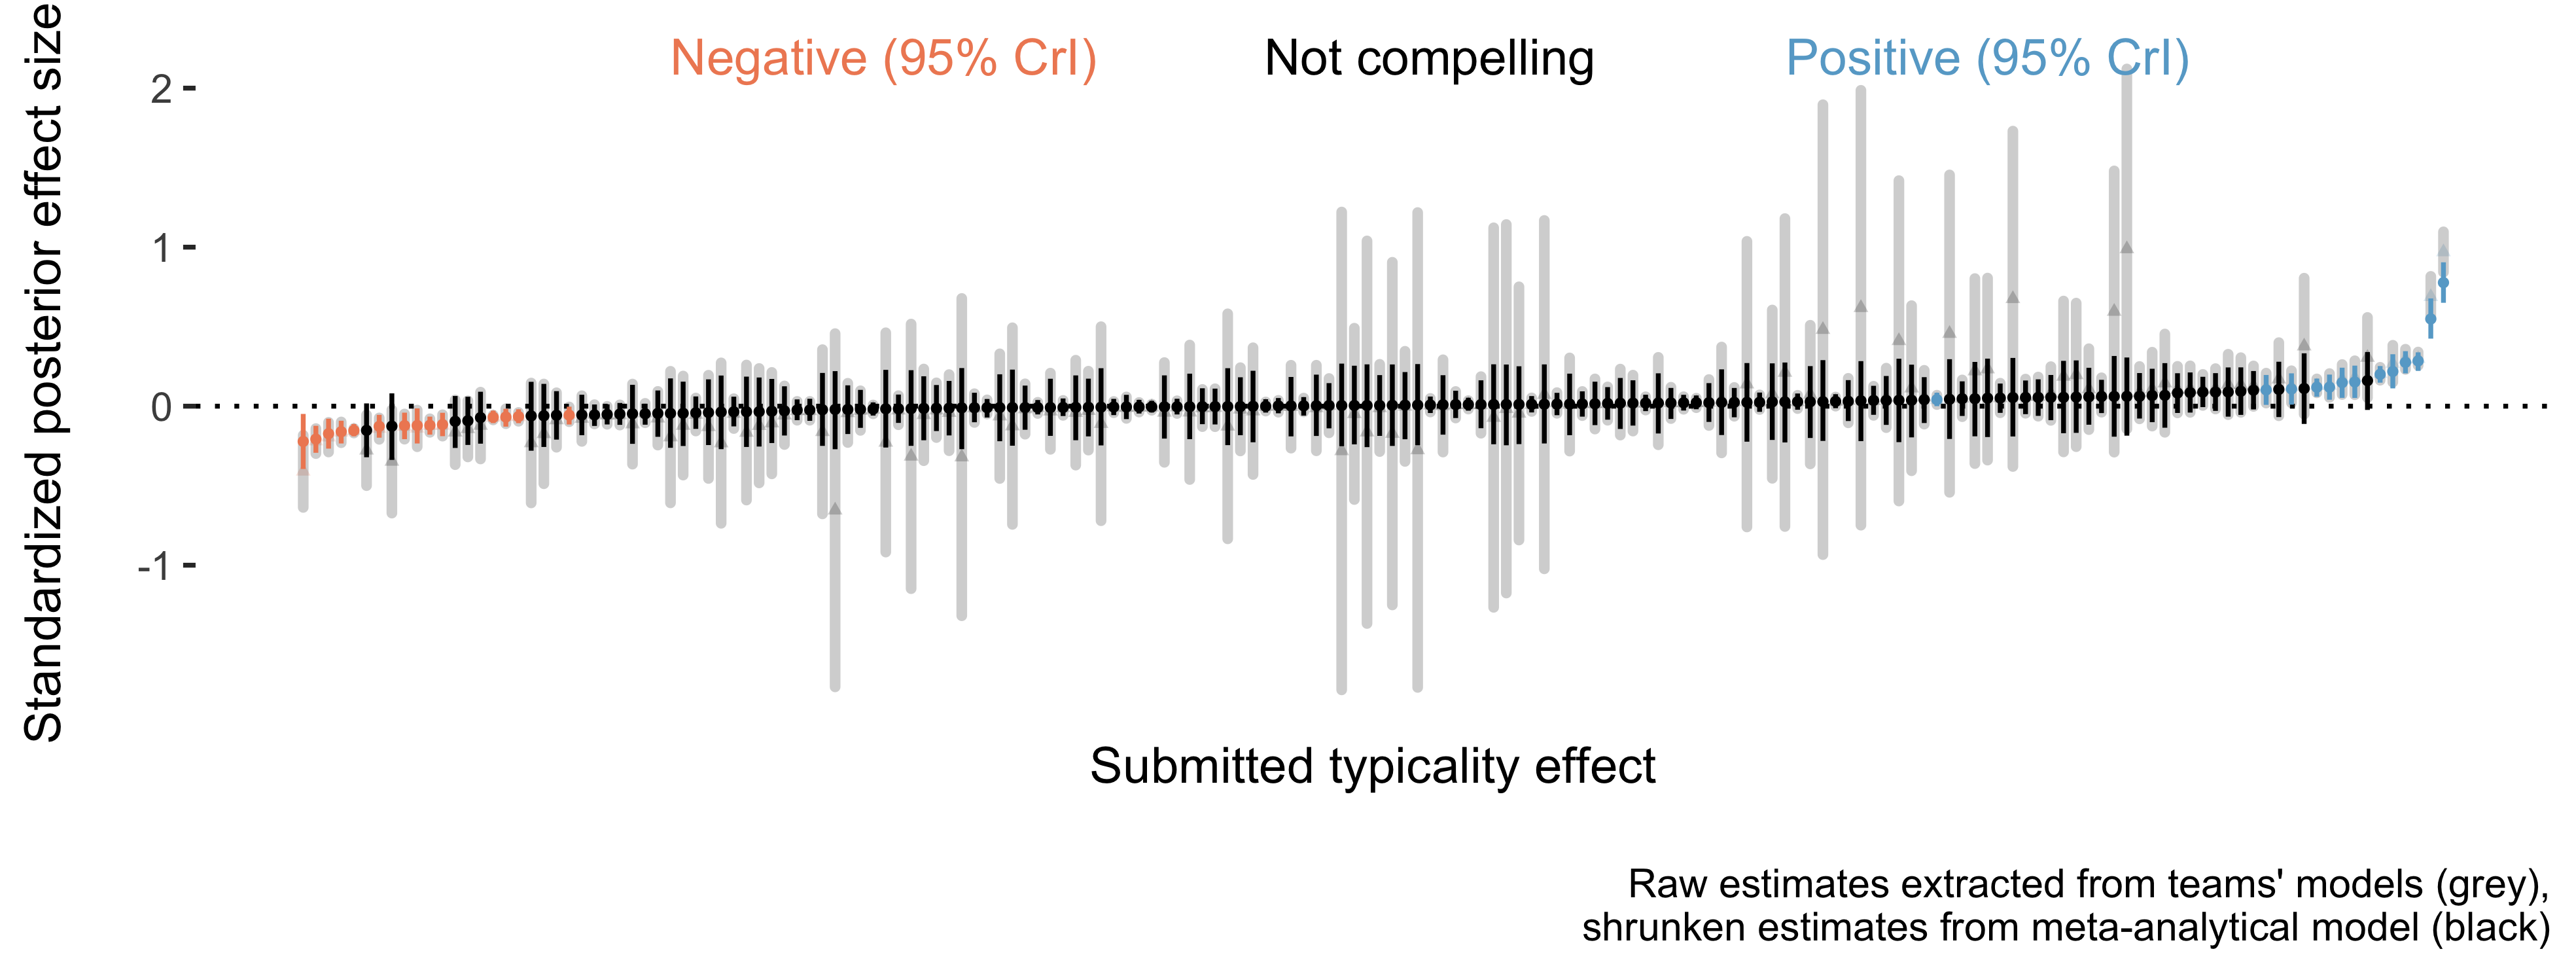 Negative (95% CrI) Not compelling Positive (95% CrI)
Standardized posterior effect size
2
1
0
-1
Submitted typicality effect
Raw estimates extracted from teams' models (grey),
shrunken estimates from meta-analytical model (black)